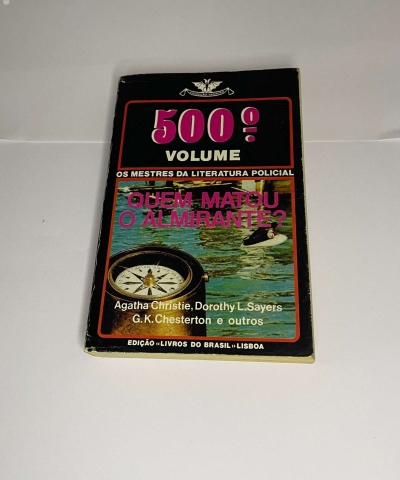 500º
VOLUME
OS MESTRES DA LITERATURA POLICIAL
QUEM MATOU
O ALMIRANTE?
Agatha Christie, Dorothy L. Sayers
G. K. Chesterton e outros
EDIÇÃO «LIVROS DO BRASIL» LISBOA